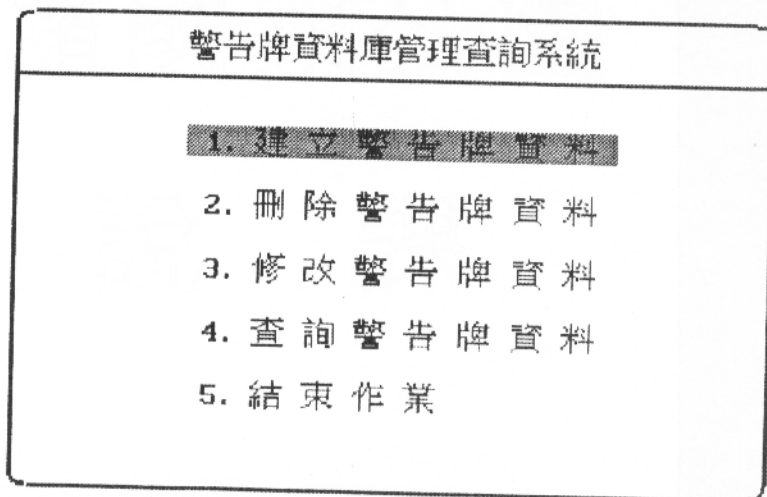 警告牌資料庫管理查詢系統
1. 建立警告牌資料
2. 刪除警告牌資料
3. 修改警告牌資料
4. 查詢警告牌資料
5. 結束作業